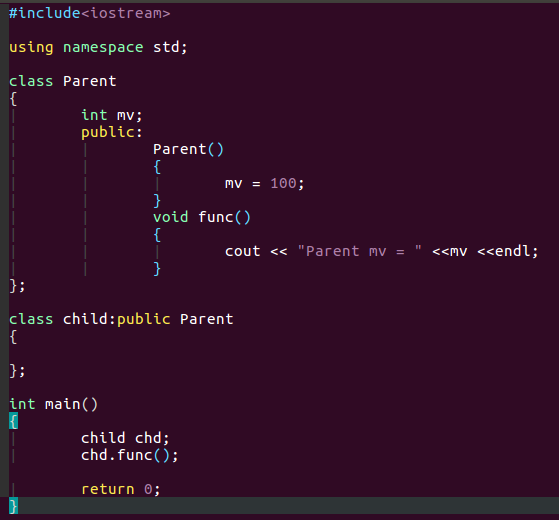 #include<iostream>
using namespace std;
class Parent
{
int mv;
public:
Parent()
{
mv = 100;
}
void func()
{
cout << "Parent mv = " <<mv <<endl;
}
};
class child:public Parent
{
};
int main()
{
child chd;
chd.func();
return 0;
}